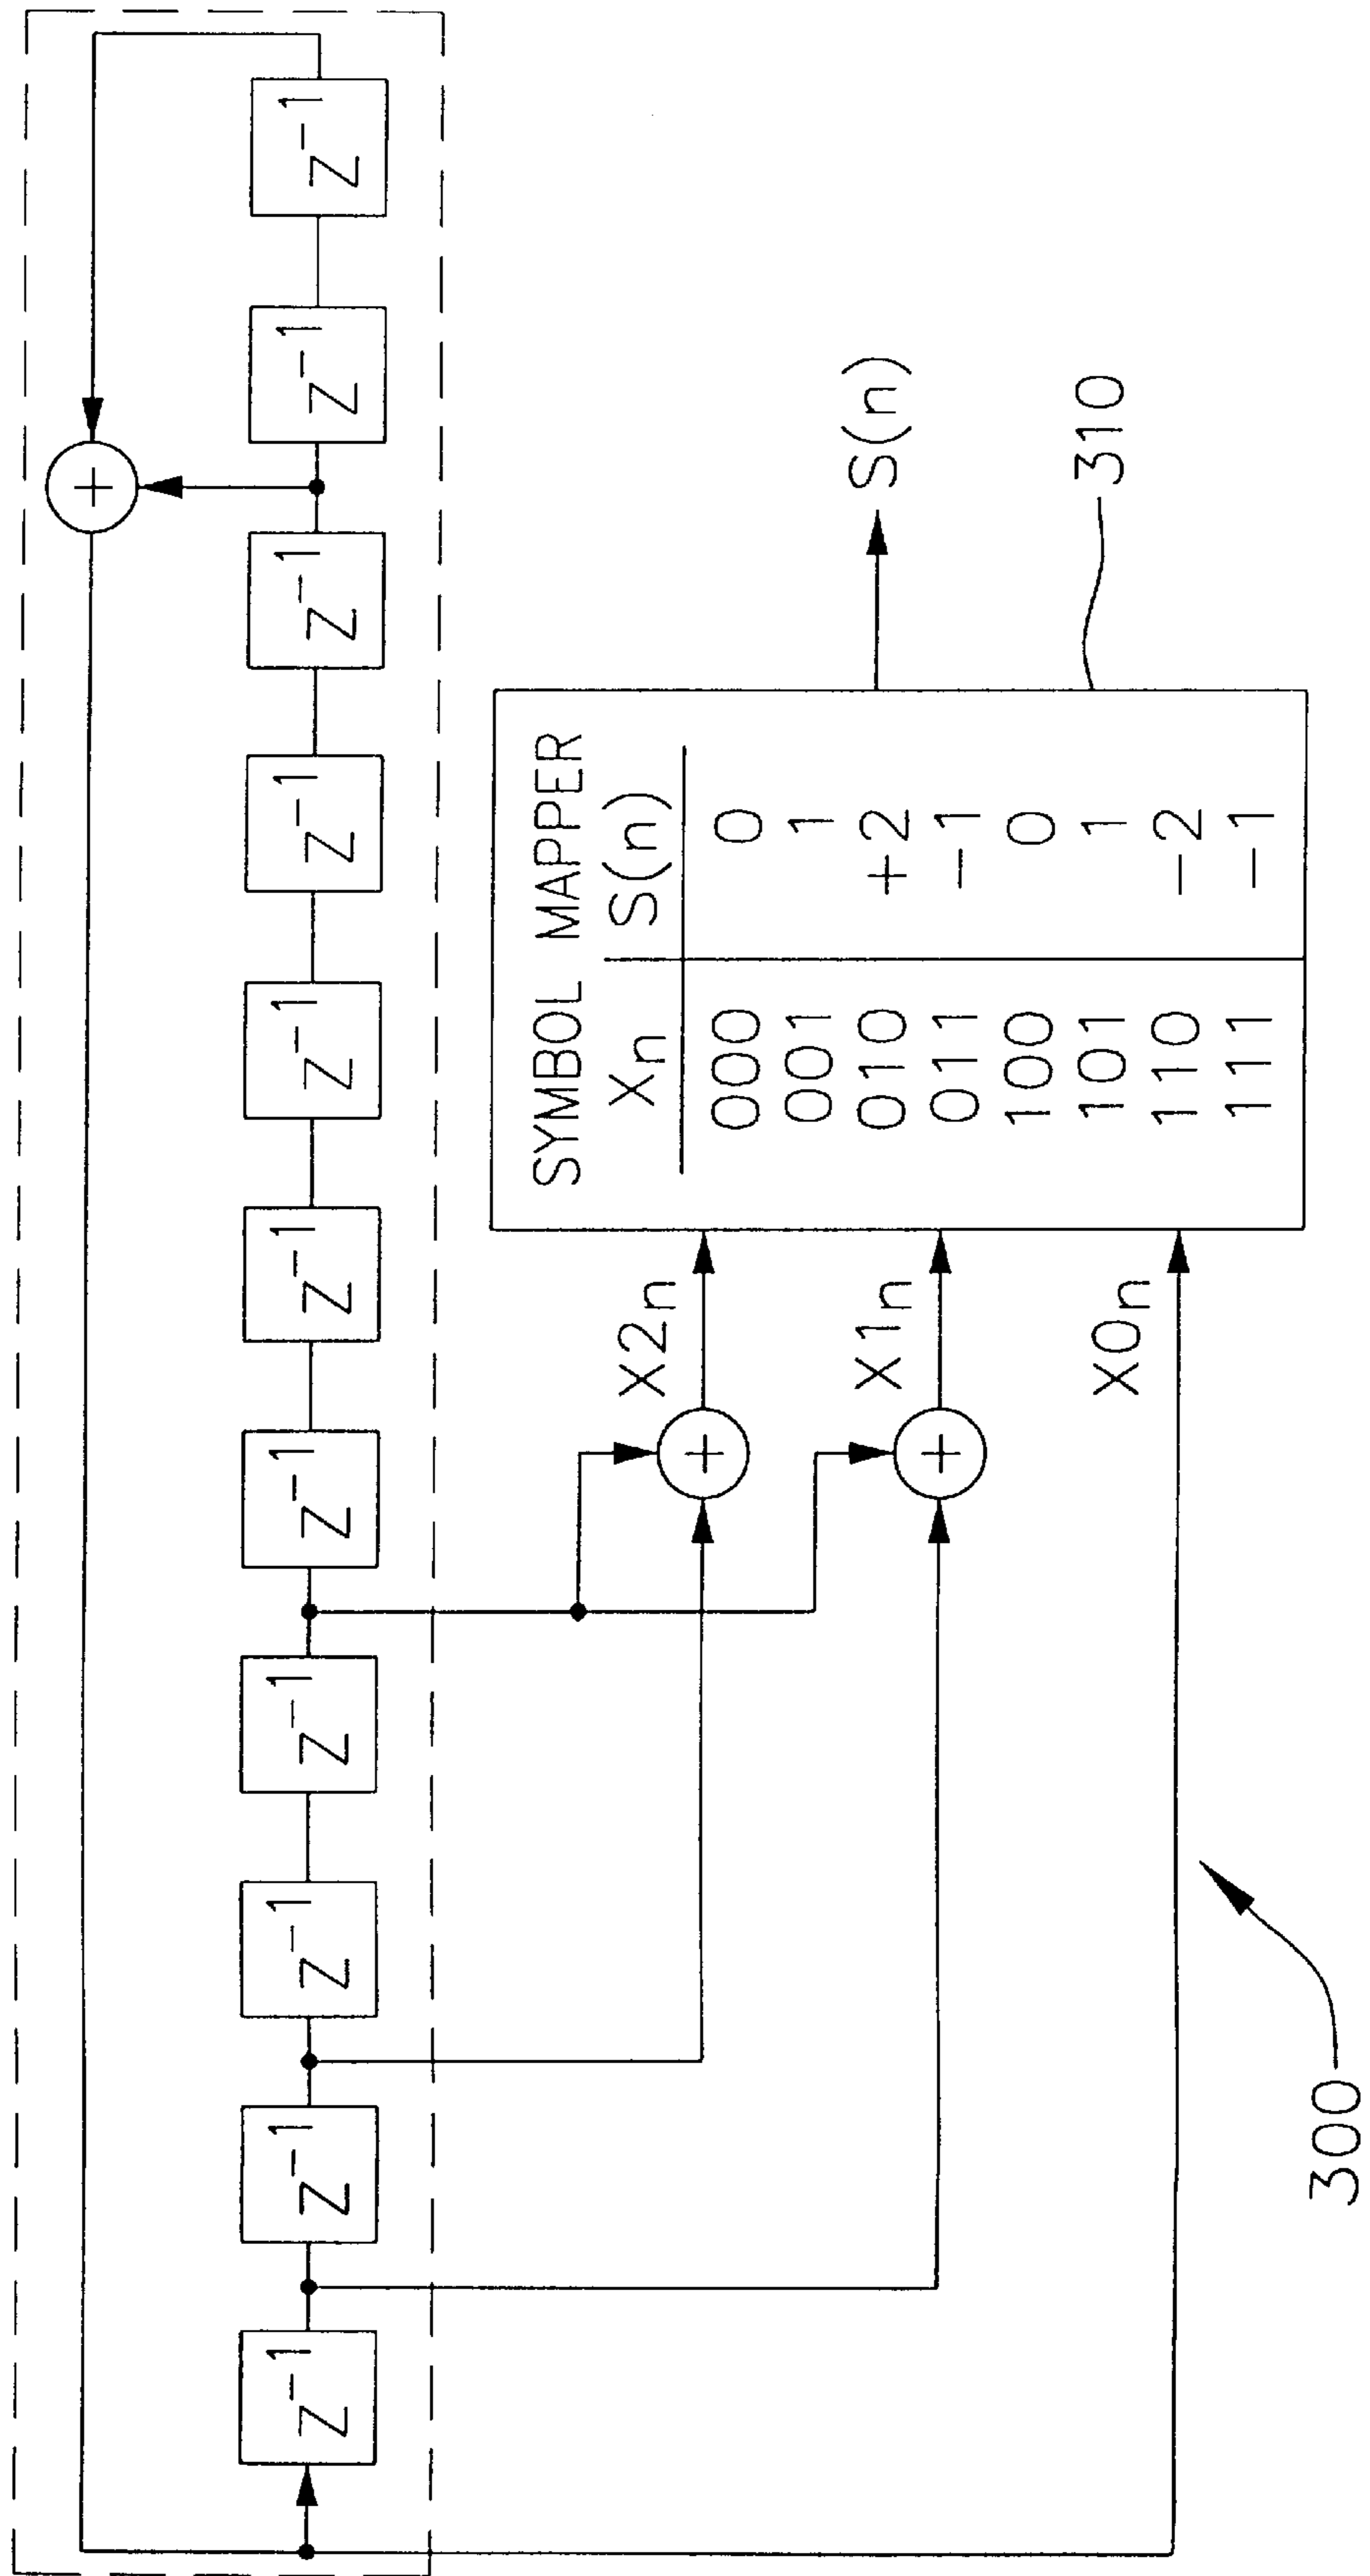 +
Z⁻¹ Z⁻¹ Z⁻¹ Z⁻¹ Z⁻¹ Z⁻¹ Z⁻¹ Z⁻¹ Z⁻¹ Z⁻¹ Z⁻¹
+
X2ₙ
+
X1ₙ
X0ₙ
SYMBOL MAPPER
Xₙ S(n)
000 0
001 1
010 +2
011 -1
100 0
101 1
110 -2
111 -1
S(n)
310
300